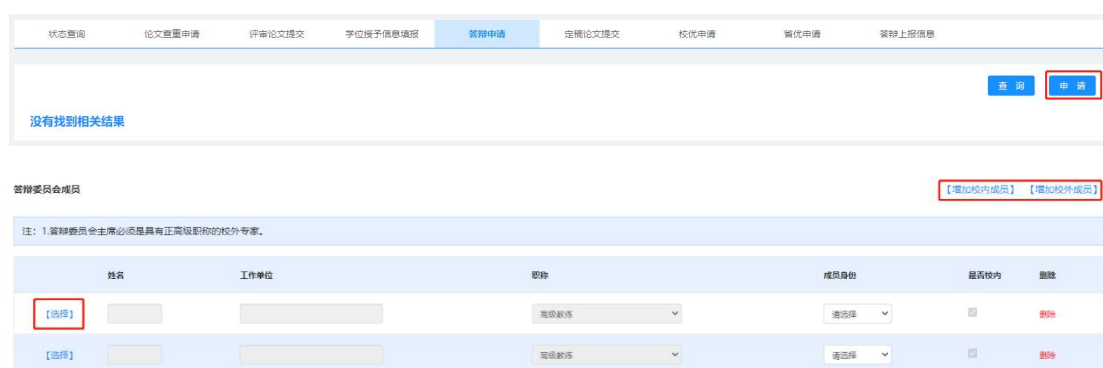 状态查询 论文查重申请 评审论文提交 学位授予信息填报 答辩申请 定稿论文提交 校优申请 省优申请 答辩上报信息
查 询 申 请
没有找到相关结果
答辩委员会成员 【增加校内成员】 【增加校外成员】
注：1.答辩委员会主席必须是具有正高级职称的校外专家。
姓名 工作单位 职称 成员身份 是否校内 删除
【选择】 高级教练 请选择 删除
【选择】 高级教练 请选择 删除